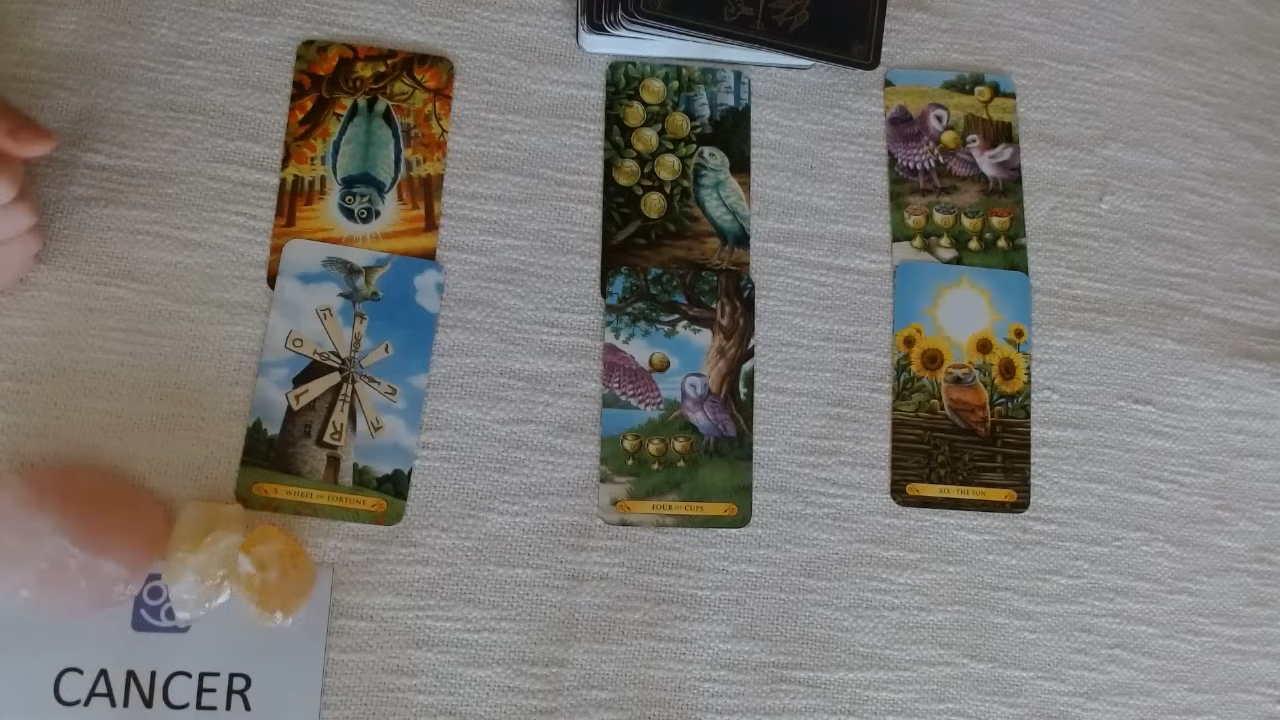 X · WHEEL OF FORTUNE
FOUR OF CUPS
XIX · THE SUN
CANCER